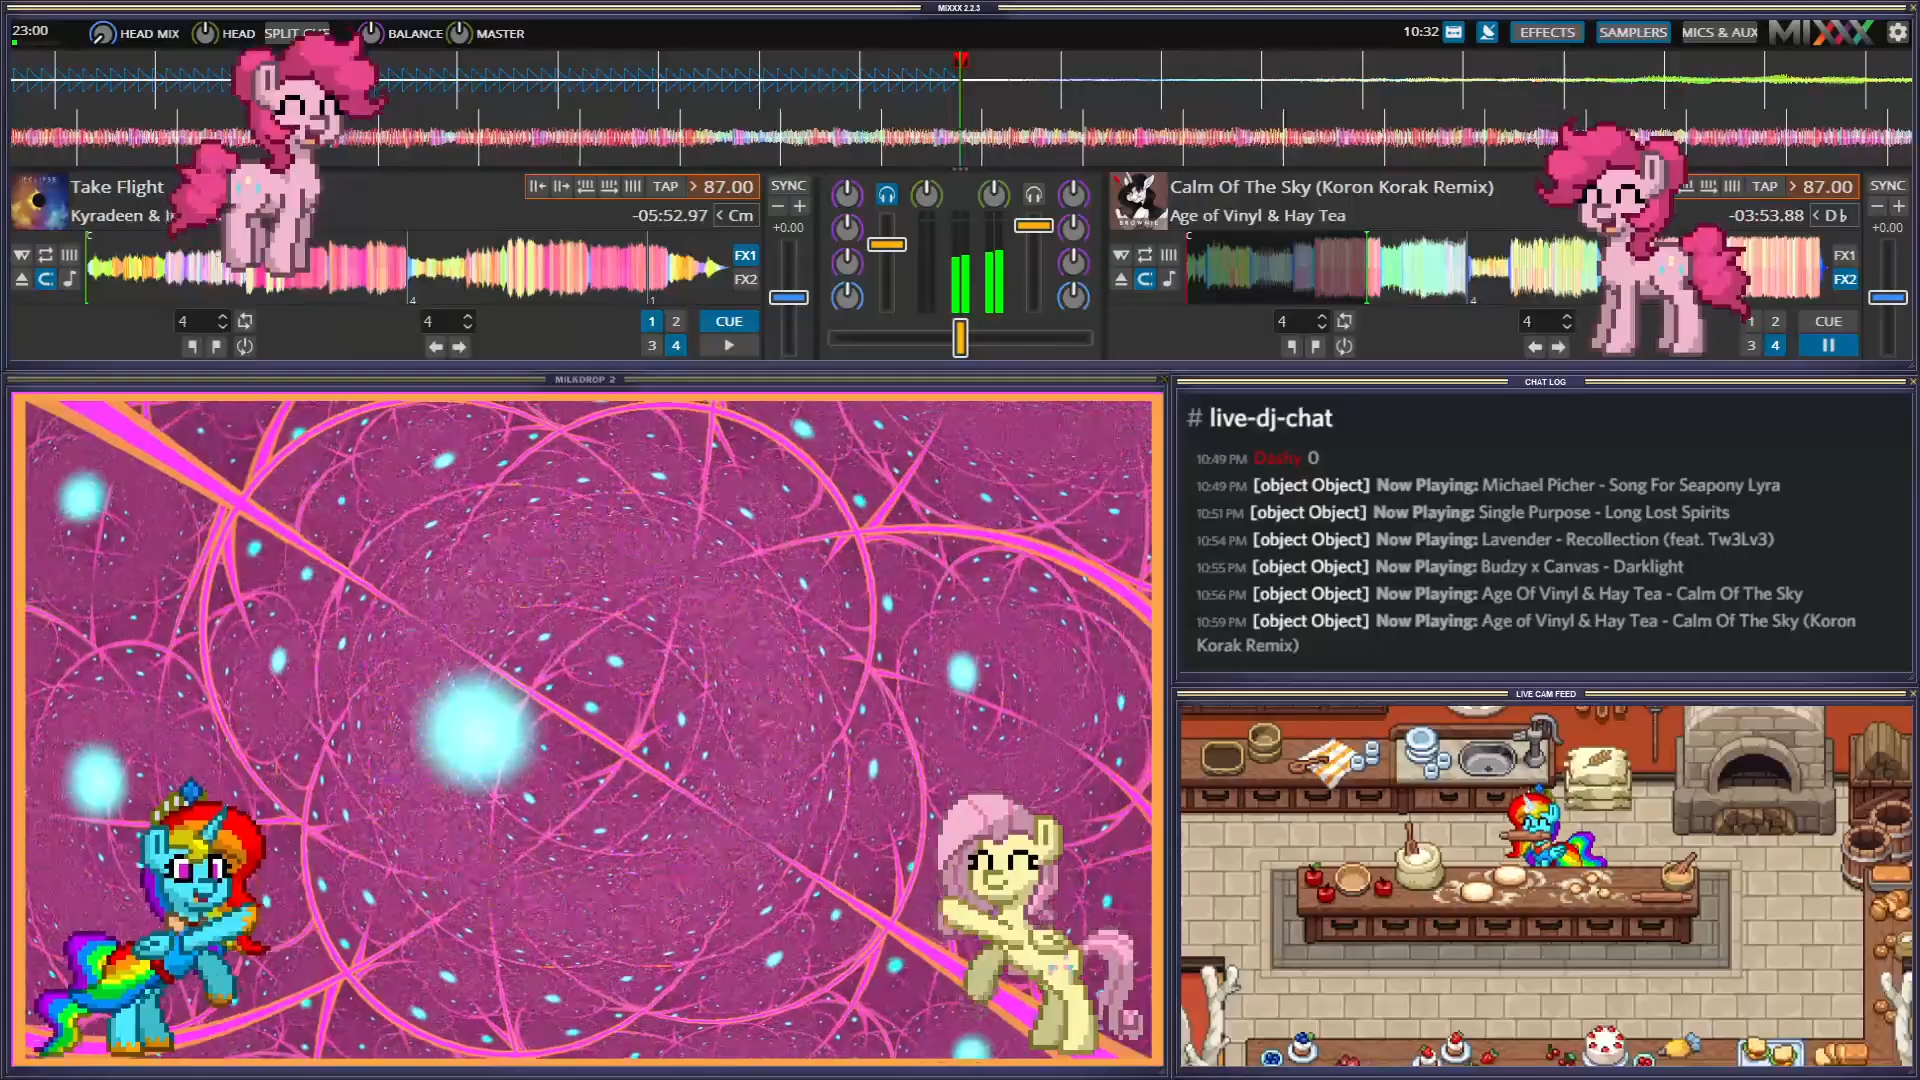 MIXXX 2.2.3
23:00
HEAD MIX
HEAD
SPLIT CUE
BALANCE
MASTER
10:32
EFFECTS
SAMPLERS
MICS & AUX
MIXXX
ECLIPSE
Take Flight
Kyradeen &
TAP
87.00
-05:52.97
Cm
SYNC
+0.00
C
4
1
FX1
FX2
4
4
1 2
CUE
3 4
BROWNIE
Calm Of The Sky (Koron Korak Remix)
Age of Vinyl & Hay Tea
TAP
87.00
-03:53.88
D♭
SYNC
+0.00
C
4
FX1
FX2
4
4
1 2
CUE
3 4
MILKDROP 2
CHAT LOG
# live-dj-chat
10:49 PM Dashy 0
10:49 PM [object Object] Now Playing: Michael Picher - Song For Seapony Lyra
10:51 PM [object Object] Now Playing: Single Purpose - Long Lost Spirits
10:54 PM [object Object] Now Playing: Lavender - Recollection (feat. Tw3Lv3)
10:55 PM [object Object] Now Playing: Budzy x Canvas - Darklight
10:56 PM [object Object] Now Playing: Age Of Vinyl & Hay Tea - Calm Of The Sky
10:59 PM [object Object] Now Playing: Age of Vinyl & Hay Tea - Calm Of The Sky (Koron
Korak Remix)
LIVE CAM FEED